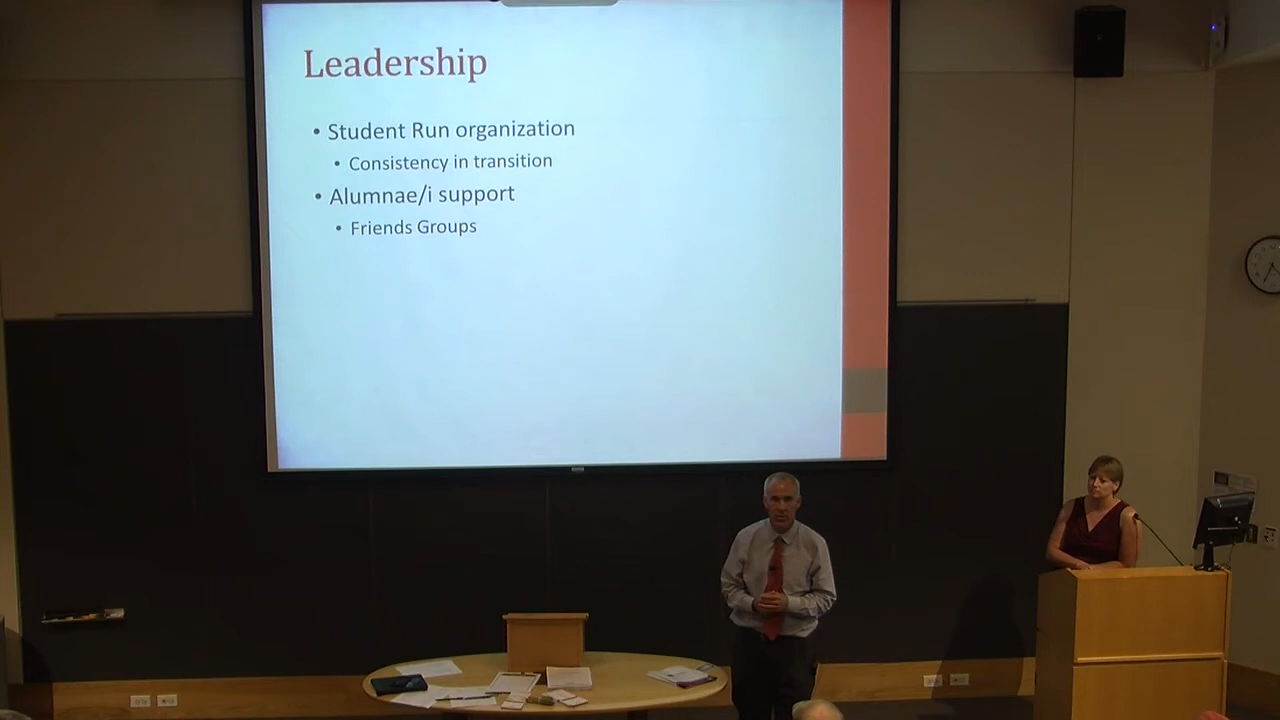 Leadership
• Student Run organization
• Consistency in transition
• Alumnae/i support
• Friends Groups